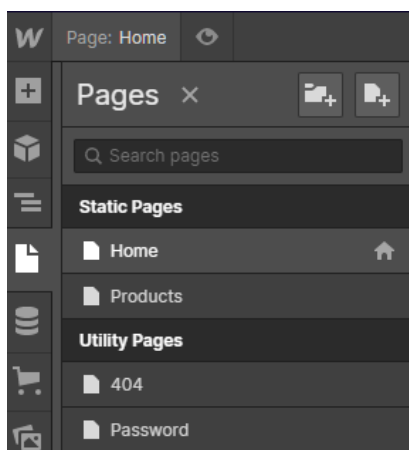 W Page: Home
Pages
Search pages
Static Pages
Home
Products
Utility Pages
404
Password